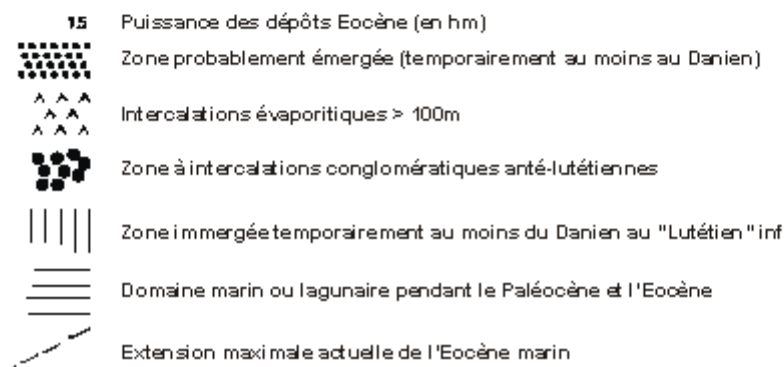 15 Puissance des dépôts Eocène (en hm)
Zone probablement émergée (temporairement au moins au Danien)
Intercalations évaporitiques > 100m
Zone à intercalations conglomératiques anté-lutétiennes
Zone immergée temporairement au moins du Danien au "Lutétien" inf
Domaine marin ou lagunaire pendant le Paléocène et l'Eocène
Extension maximale actuelle de l'Eocène marin